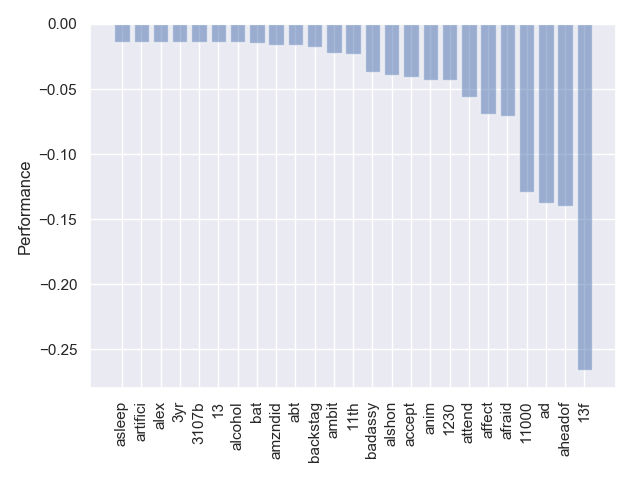 0.00
−0.05
−0.10
−0.15
−0.20
−0.25
Performance
asleep
artifici
alex
3yr
3107b
13
alcohol
bat
amzndid
abt
backstag
ambit
11th
badassy
alshon
accept
anim
1230
attend
affect
afraid
11000
ad
aheadof
13f